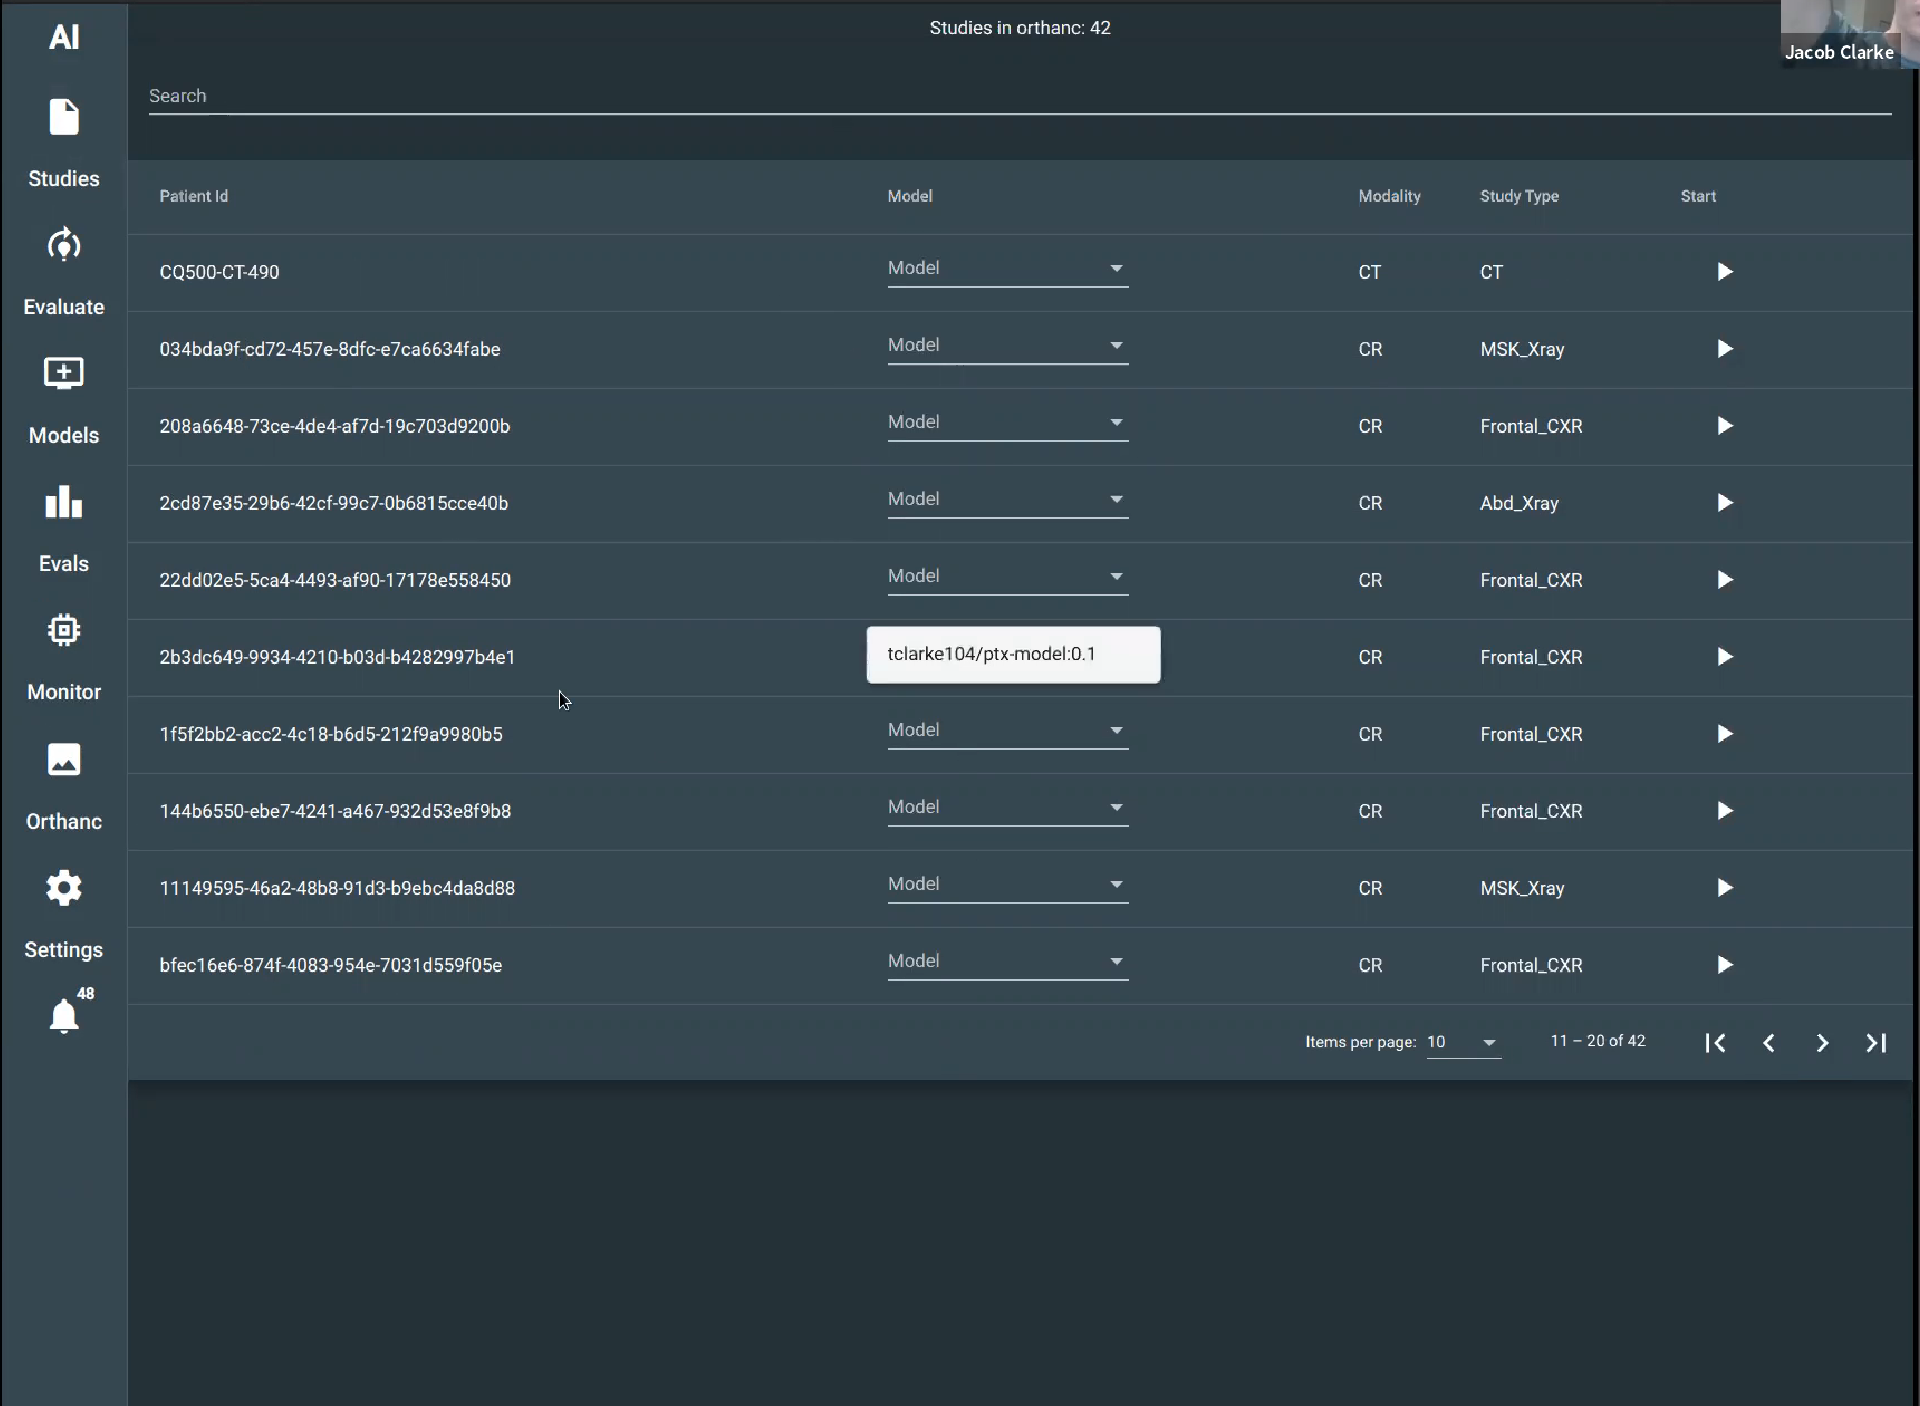 AI
Studies in orthanc: 42
Jacob Clarke
Search
Studies
Evaluate
Models
Evals
Monitor
Orthanc
Settings
48
Patient Id Model Modality Study Type Start
CQ500-CT-490 Model CT CT
034bda9f-cd72-457e-8dfc-e7ca6634fabe Model CR MSK_Xray
208a6648-73ce-4de4-af7d-19c703d9200b Model CR Frontal_CXR
2cd87e35-29b6-42cf-99c7-0b6815cce40b Model CR Abd_Xray
22dd02e5-5ca4-4493-af90-17178e558450 Model CR Frontal_CXR
2b3dc649-9934-4210-b03d-b4282997b4e1 tclarke104/ptx-model:0.1 CR Frontal_CXR
1f5f2bb2-acc2-4c18-b6d5-212f9a9980b5 Model CR Frontal_CXR
144b6550-ebe7-4241-a467-932d53e8f9b8 Model CR Frontal_CXR
11149595-46a2-48b8-91d3-b9ebc4da8d88 Model CR MSK_Xray
bfec16e6-874f-4083-954e-7031d559f05e Model CR Frontal_CXR
Items per page: 10 11 – 20 of 42